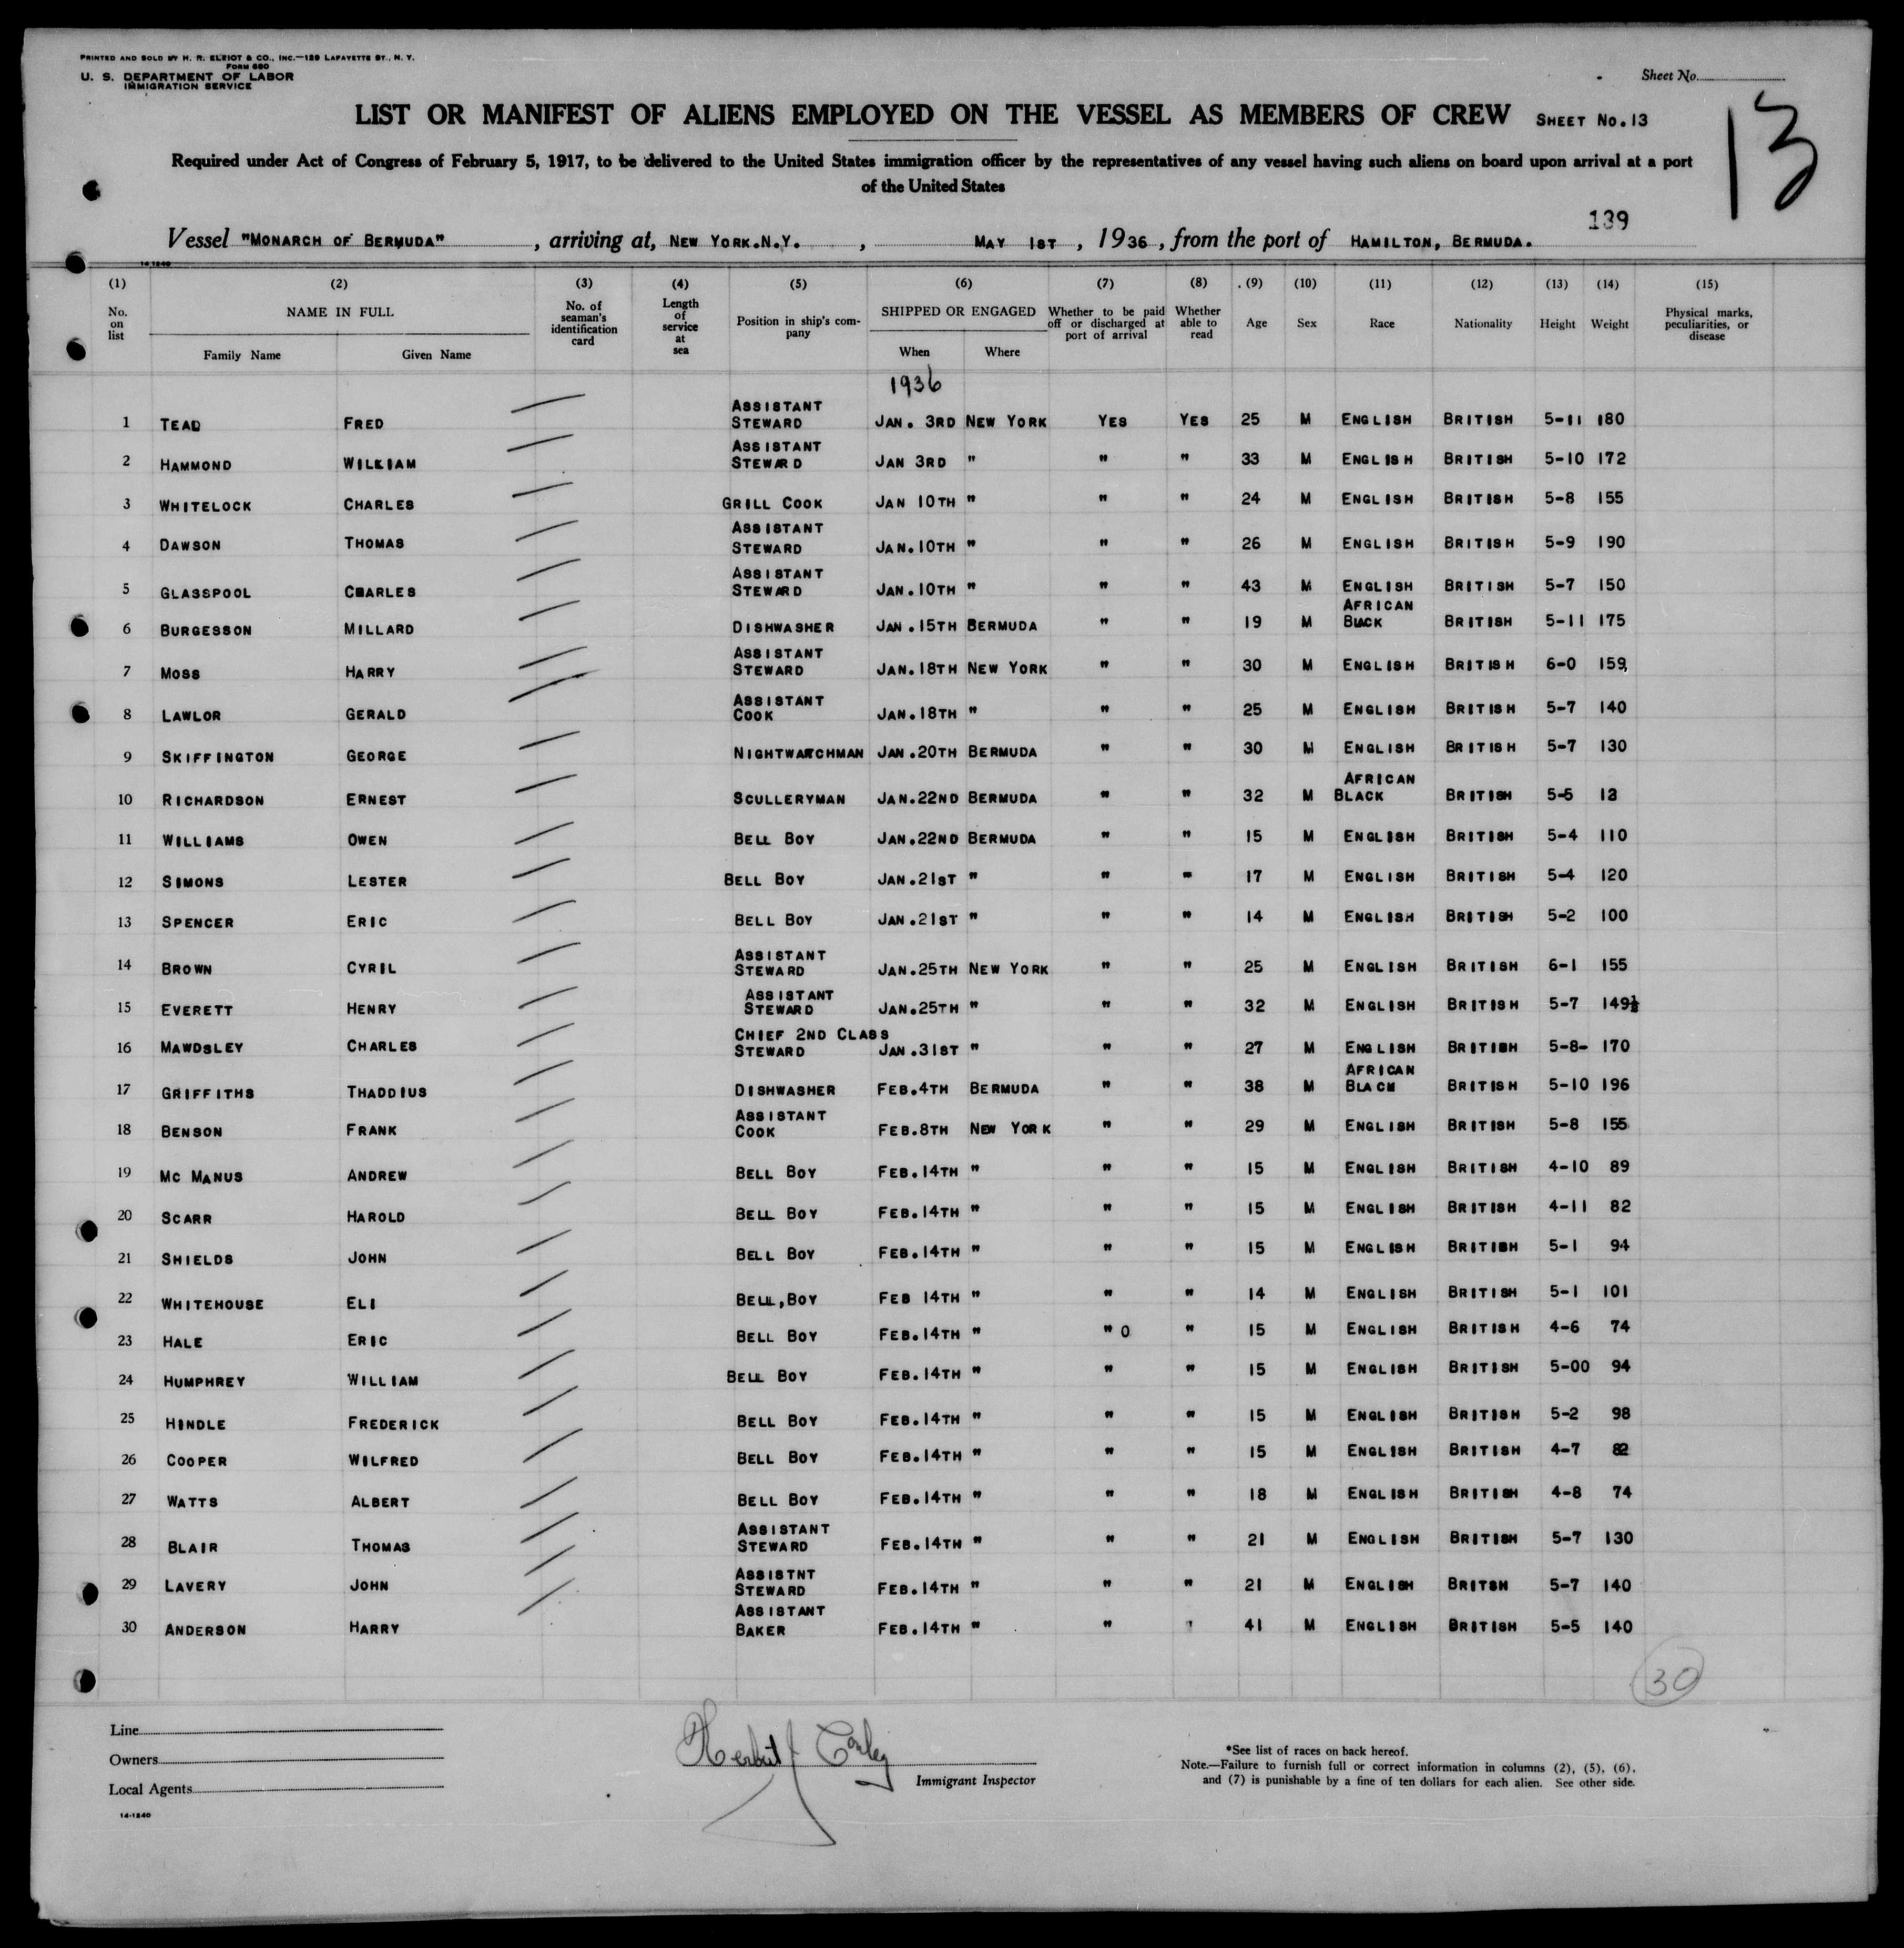 PRINTED AND SOLD BY H. R. ELLIOT & CO., INC.—129 LAFAYETTE ST., N. Y.
FORM 680
U. S. DEPARTMENT OF LABOR
IMMIGRATION SERVICE
Sheet No.
LIST OR MANIFEST OF ALIENS EMPLOYED ON THE VESSEL AS MEMBERS OF CREW SHEET No. 13
13
Required under Act of Congress of February 5, 1917, to be delivered to the United States immigration officer by the representatives of any vessel having such aliens on board upon arrival at a port
of the United States
139
Vessel "MONARCH OF BERMUDA", arriving at, NEW YORK.N.Y., MAY 1ST, 1936, from the port of HAMILTON, BERMUDA.
14-1240
(1) (2) (3) (4) (5) (6) (7) (8) (9) (10) (11) (12) (13) (14) (15)
No. on list NAME IN FULL Family Name Given Name No. of seaman's identification card Length of service at sea Position in ship's company SHIPPED OR ENGAGED When Where Whether to be paid off or discharged at port of arrival Whether able to read Age Sex Race Nationality Height Weight Physical marks, peculiarities, or disease
1936
1 TEAD FRED ASSISTANT STEWARD JAN. 3RD NEW YORK YES YES 25 M ENGLISH BRITISH 5-11 180
2 HAMMOND WILLIAM ASSISTANT STEWARD JAN 3RD " " " 33 M ENGLISH BRITISH 5-10 172
3 WHITELOCK CHARLES GRILL COOK JAN 10TH " " " 24 M ENGLISH BRITISH 5-8 155
4 DAWSON THOMAS ASSISTANT STEWARD JAN.10TH " " " 26 M ENGLISH BRITISH 5-9 190
5 GLASSPOOL CHARLES ASSISTANT STEWARD JAN.10TH " " " 43 M ENGLISH BRITISH 5-7 150
6 BURGESSON MILLARD DISHWASHER JAN.15TH BERMUDA " " 19 M AFRICAN BLACK BRITISH 5-11 175
7 MOSS HARRY ASSISTANT STEWARD JAN.18TH NEW YORK " " 30 M ENGLISH BRITISH 6-0 159
8 LAWLOR GERALD ASSISTANT COOK JAN.18TH " " " 25 M ENGLISH BRITISH 5-7 140
9 SKIFFINGTON GEORGE NIGHTWATCHMAN JAN.20TH BERMUDA " " 30 M ENGLISH BRITISH 5-7 130
10 RICHARDSON ERNEST SCULLERYMAN JAN.22ND BERMUDA " " 32 M AFRICAN BLACK BRITISH 5-5 13
11 WILLIAMS OWEN BELL BOY JAN.22ND BERMUDA " " 15 M ENGLISH BRITISH 5-4 110
12 SIMONS LESTER BELL BOY JAN.21ST " " " 17 M ENGLISH BRITISH 5-4 120
13 SPENCER ERIC BELL BOY JAN.21ST " " " 14 M ENGLISH BRITISH 5-2 100
14 BROWN CYRIL ASSISTANT STEWARD JAN.25TH NEW YORK " " 25 M ENGLISH BRITISH 6-1 155
15 EVERETT HENRY ASSISTANT STEWARD JAN.25TH " " " 32 M ENGLISH BRITISH 5-7 149½
16 MAWDSLEY CHARLES CHIEF 2ND CLASS STEWARD JAN.31ST " " " 27 M ENGLISH BRITISH 5-8- 170
17 GRIFFITHS THADDIUS DISHWASHER FEB.4TH BERMUDA " " 38 M AFRICAN BLACK BRITISH 5-10 196
18 BENSON FRANK ASSISTANT COOK FEB.8TH NEW YORK " " 29 M ENGLISH BRITISH 5-8 155
19 MC MANUS ANDREW BELL BOY FEB.14TH " " " 15 M ENGLISH BRITISH 4-10 89
20 SCARR HAROLD BELL BOY FEB.14TH " " " 15 M ENGLISH BRITISH 4-11 82
21 SHIELDS JOHN BELL BOY FEB.14TH " " " 15 M ENGLISH BRITISH 5-1 94
22 WHITEHOUSE ELI BELL,BOY FEB 14TH " " " 14 M ENGLISH BRITISH 5-1 101
23 HALE ERIC BELL BOY FEB.14TH " " O " 15 M ENGLISH BRITISH 4-6 74
24 HUMPHREY WILLIAM BELL BOY FEB.14TH " " " 15 M ENGLISH BRITISH 5-00 94
25 HINDLE FREDERICK BELL BOY FEB.14TH " " " 15 M ENGLISH BRITISH 5-2 98
26 COOPER WILFRED BELL BOY FEB.14TH " " " 15 M ENGLISH BRITISH 4-7 82
27 WATTS ALBERT BELL BOY FEB.14TH " " " 18 M ENGLISH BRITISH 4-8 74
28 BLAIR THOMAS ASSISTANT STEWARD FEB.14TH " " " 21 M ENGLISH BRITISH 5-7 130
29 LAVERY JOHN ASSISTNT STEWARD FEB.14TH " " " 21 M ENGLISH BRITSH 5-7 140
30 ANDERSON HARRY ASSISTANT BAKER FEB.14TH " " " 41 M ENGLISH BRITISH 5-5 140
30
Line
Owners
Local Agents
14-1240
Immigrant Inspector
*See list of races on back hereof.
Note.—Failure to furnish full or correct information in columns (2), (5), (6),
and (7) is punishable by a fine of ten dollars for each alien. See other side.